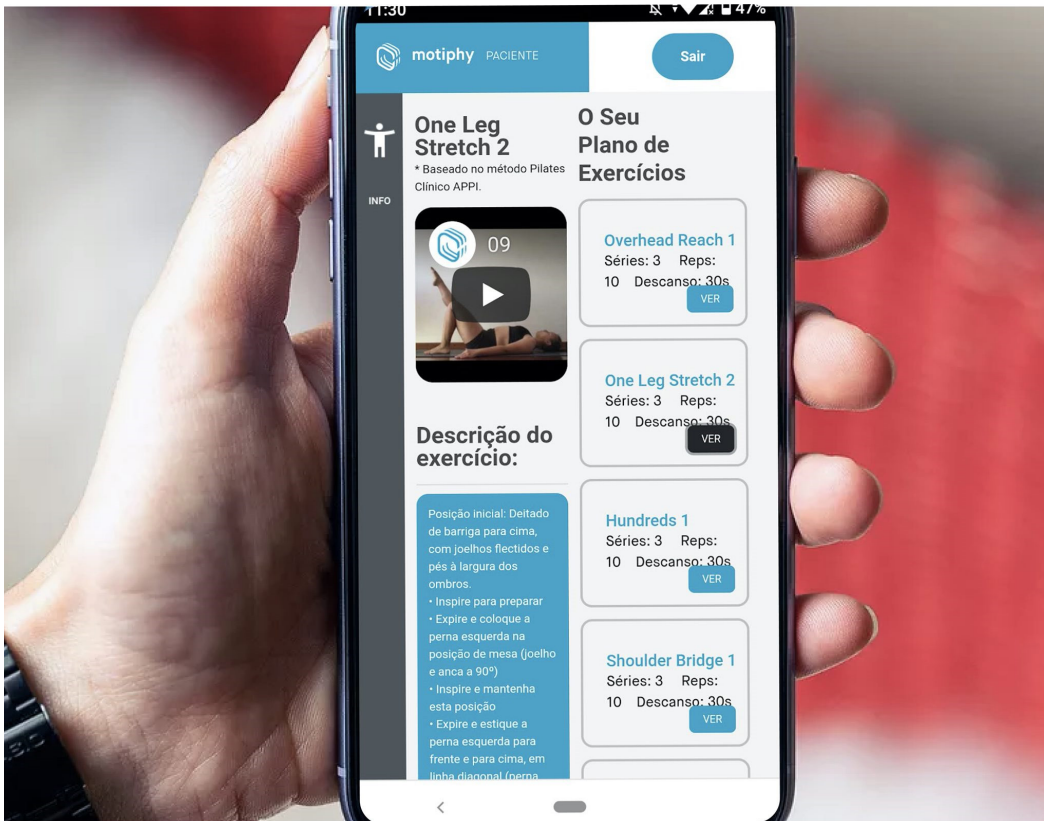 11:30
47%
motiphy PACIENTE
Sair
INFO
One Leg
Stretch 2
* Baseado no método Pilates
Clínico APPI.
09
Descrição do
exercício:
Posição inicial: Deitado
de barriga para cima,
com joelhos flectidos e
pés à largura dos
ombros.
• Inspire para preparar
• Expire e coloque a
perna esquerda na
posição de mesa (joelho
e anca a 90º)
• Inspire e mantenha
esta posição
• Expire e estique a
perna esquerda para
frente e para cima, em
linha diagonal (perna
O Seu
Plano de
Exercícios
Overhead Reach 1
Séries: 3 Reps:
10 Descanso: 30s
VER
One Leg Stretch 2
Séries: 3 Reps:
10 Descanso: 30s
VER
Hundreds 1
Séries: 3 Reps:
10 Descanso: 30s
VER
Shoulder Bridge 1
Séries: 3 Reps:
10 Descanso: 30s
VER